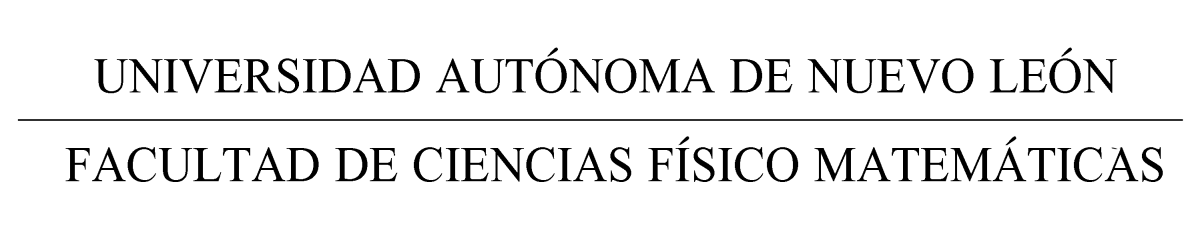 UNIVERSIDAD AUTÓNOMA DE NUEVO LEÓN
FACULTAD DE CIENCIAS FÍSICO MATEMÁTICAS